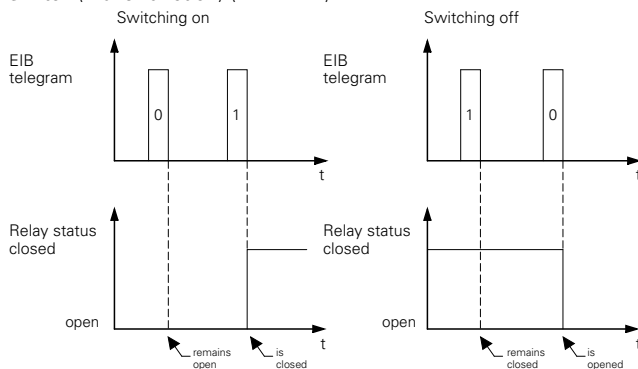 Switching on
EIB
telegram
0
1
t
Relay status
closed
open
t
remains
open
is
closed
Switching off
EIB
telegram
1
0
t
Relay status
closed
open
t
remains
closed
is
opened